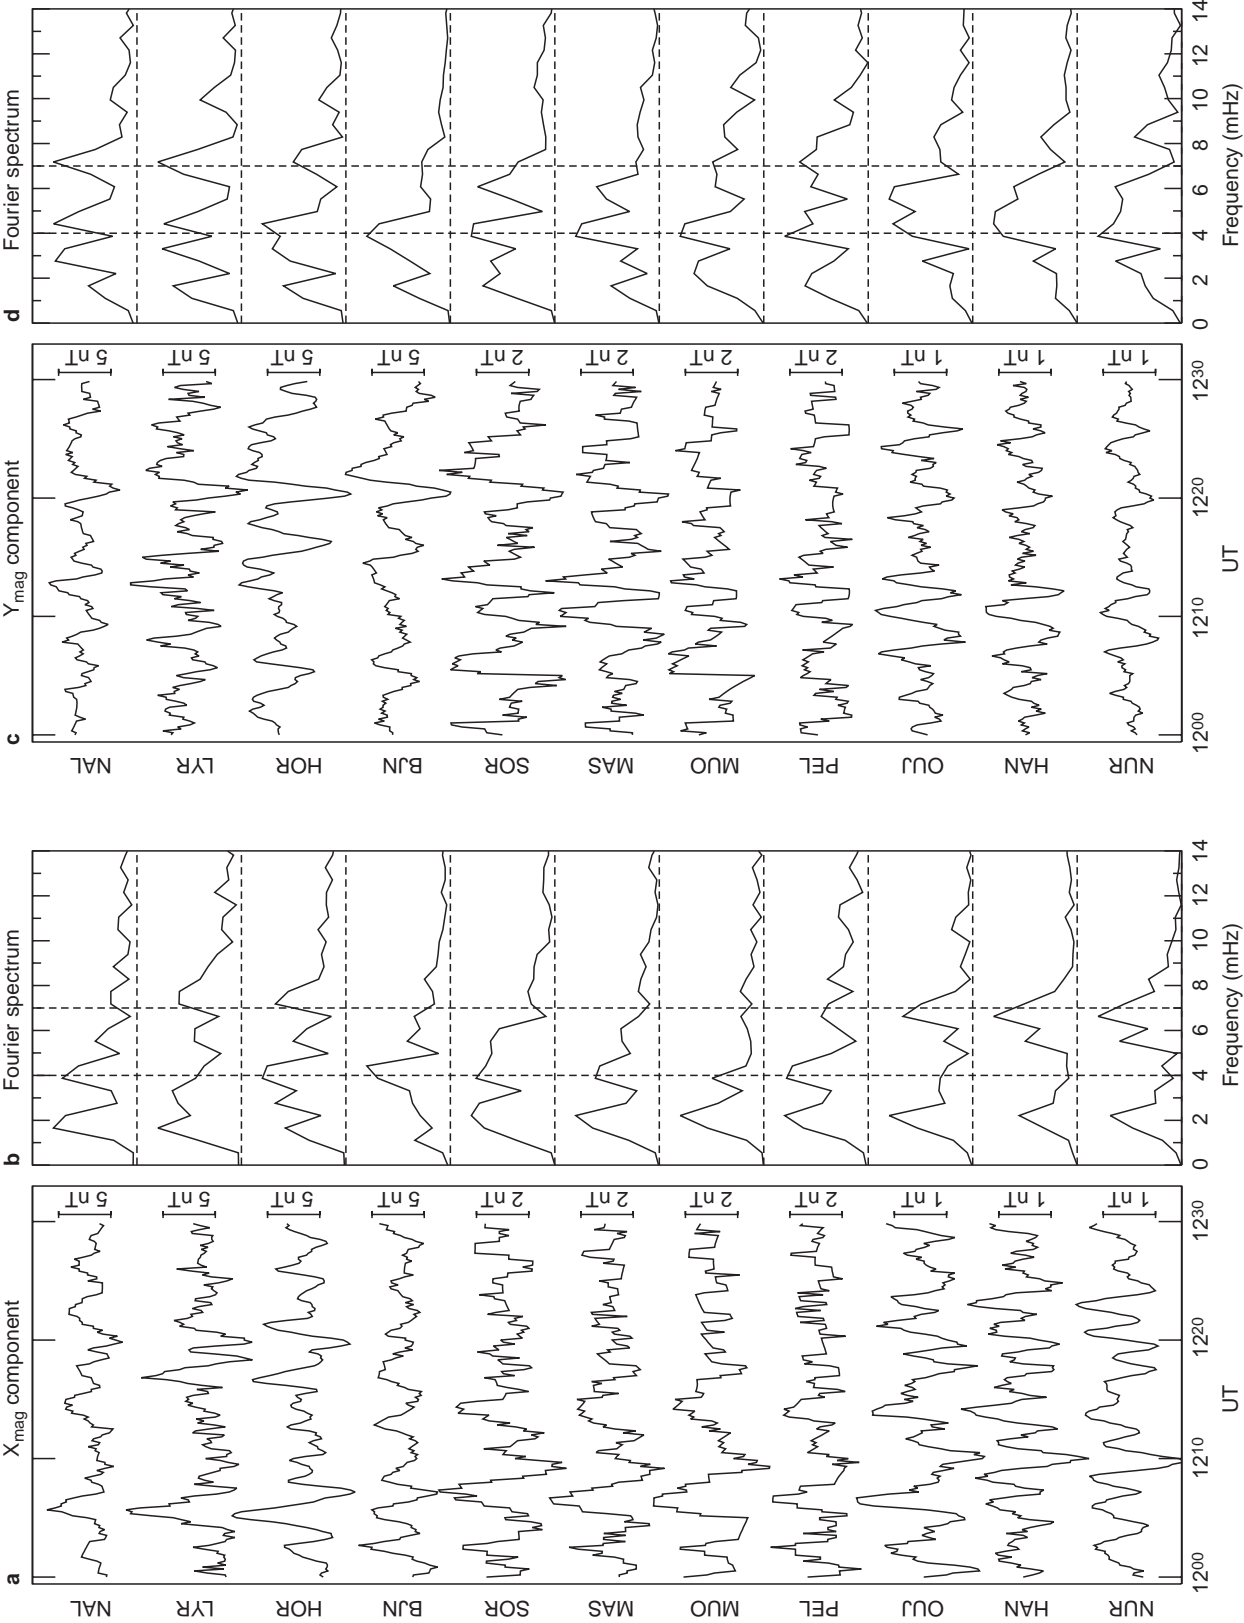 a
X_mag component
NAL
LYR
HOR
BJN
SOR
MAS
MUO
PEL
OUJ
HAN
NUR
5 nT
5 nT
5 nT
5 nT
2 nT
2 nT
2 nT
2 nT
1 nT
1 nT
1 nT
1200 1210 1220 1230
UT
b
Fourier spectrum
0 2 4 6 8 10 12 14
Frequency (mHz)
c
Y_mag component
NAL
LYR
HOR
BJN
SOR
MAS
MUO
PEL
OUJ
HAN
NUR
5 nT
5 nT
5 nT
5 nT
2 nT
2 nT
2 nT
2 nT
1 nT
1 nT
1 nT
1200 1210 1220 1230
UT
d
Fourier spectrum
0 2 4 6 8 10 12 14
Frequency (mHz)